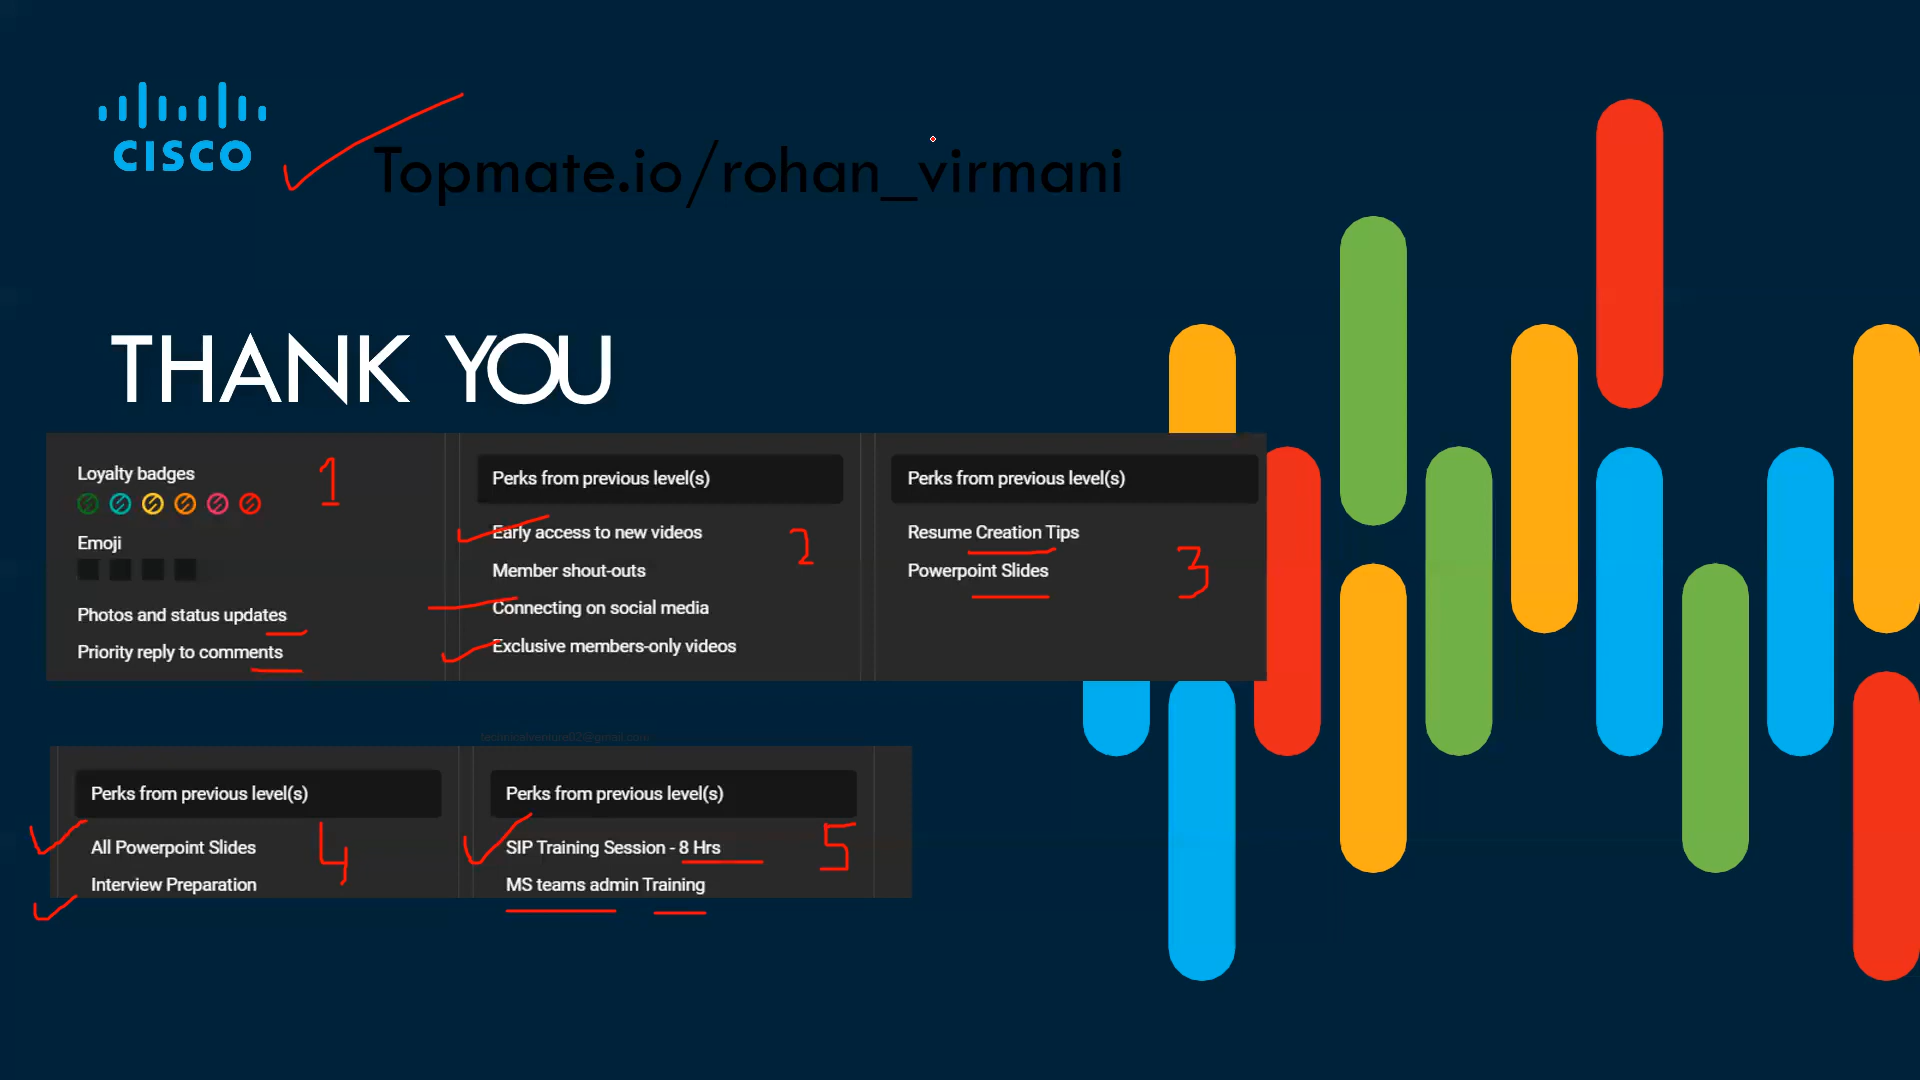 CISCO
Topmate.io/rohan_virmani
THANK YOU
Loyalty badges
1
Emoji
Photos and status updates
Priority reply to comments
Perks from previous level(s)
Early access to new videos
2
Member shout-outs
Connecting on social media
Exclusive members-only videos
Perks from previous level(s)
Resume Creation Tips
Powerpoint Slides
3
Perks from previous level(s)
All Powerpoint Slides
4
Interview Preparation
Perks from previous level(s)
SIP Training Session - 8 Hrs
5
MS teams admin Training